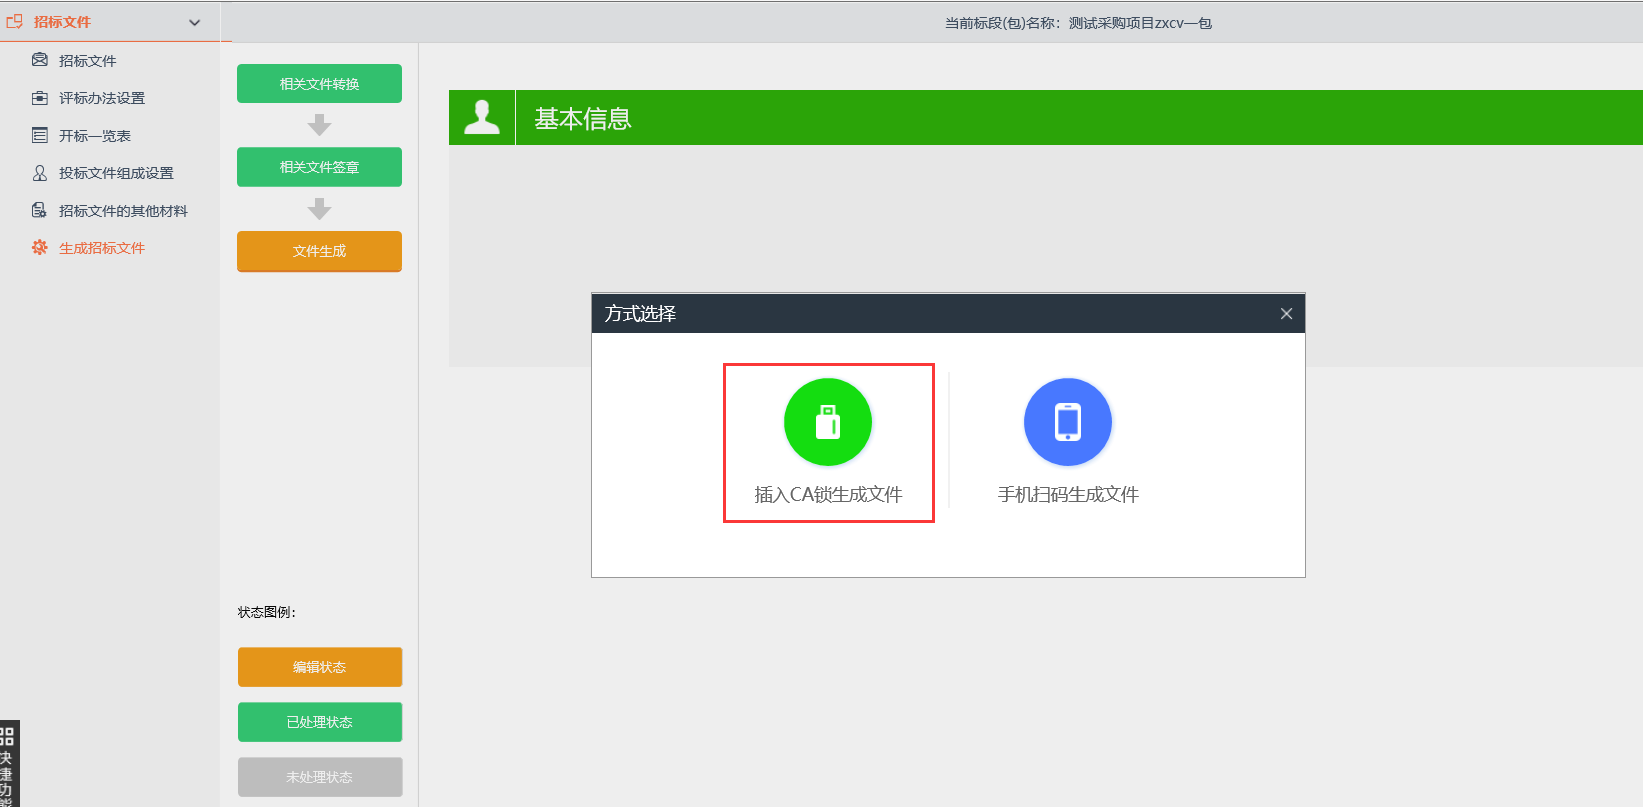 招标文件
当前标段(包)名称：测试采购项目zxcv一包
招标文件
评标办法设置
开标一览表
投标文件组成设置
招标文件的其他材料
生成招标文件
相关文件转换
相关文件签章
文件生成
基本信息
方式选择
插入CA锁生成文件
手机扫码生成文件
状态图例：
编辑状态
已处理状态
未处理状态
快
捷
功
能